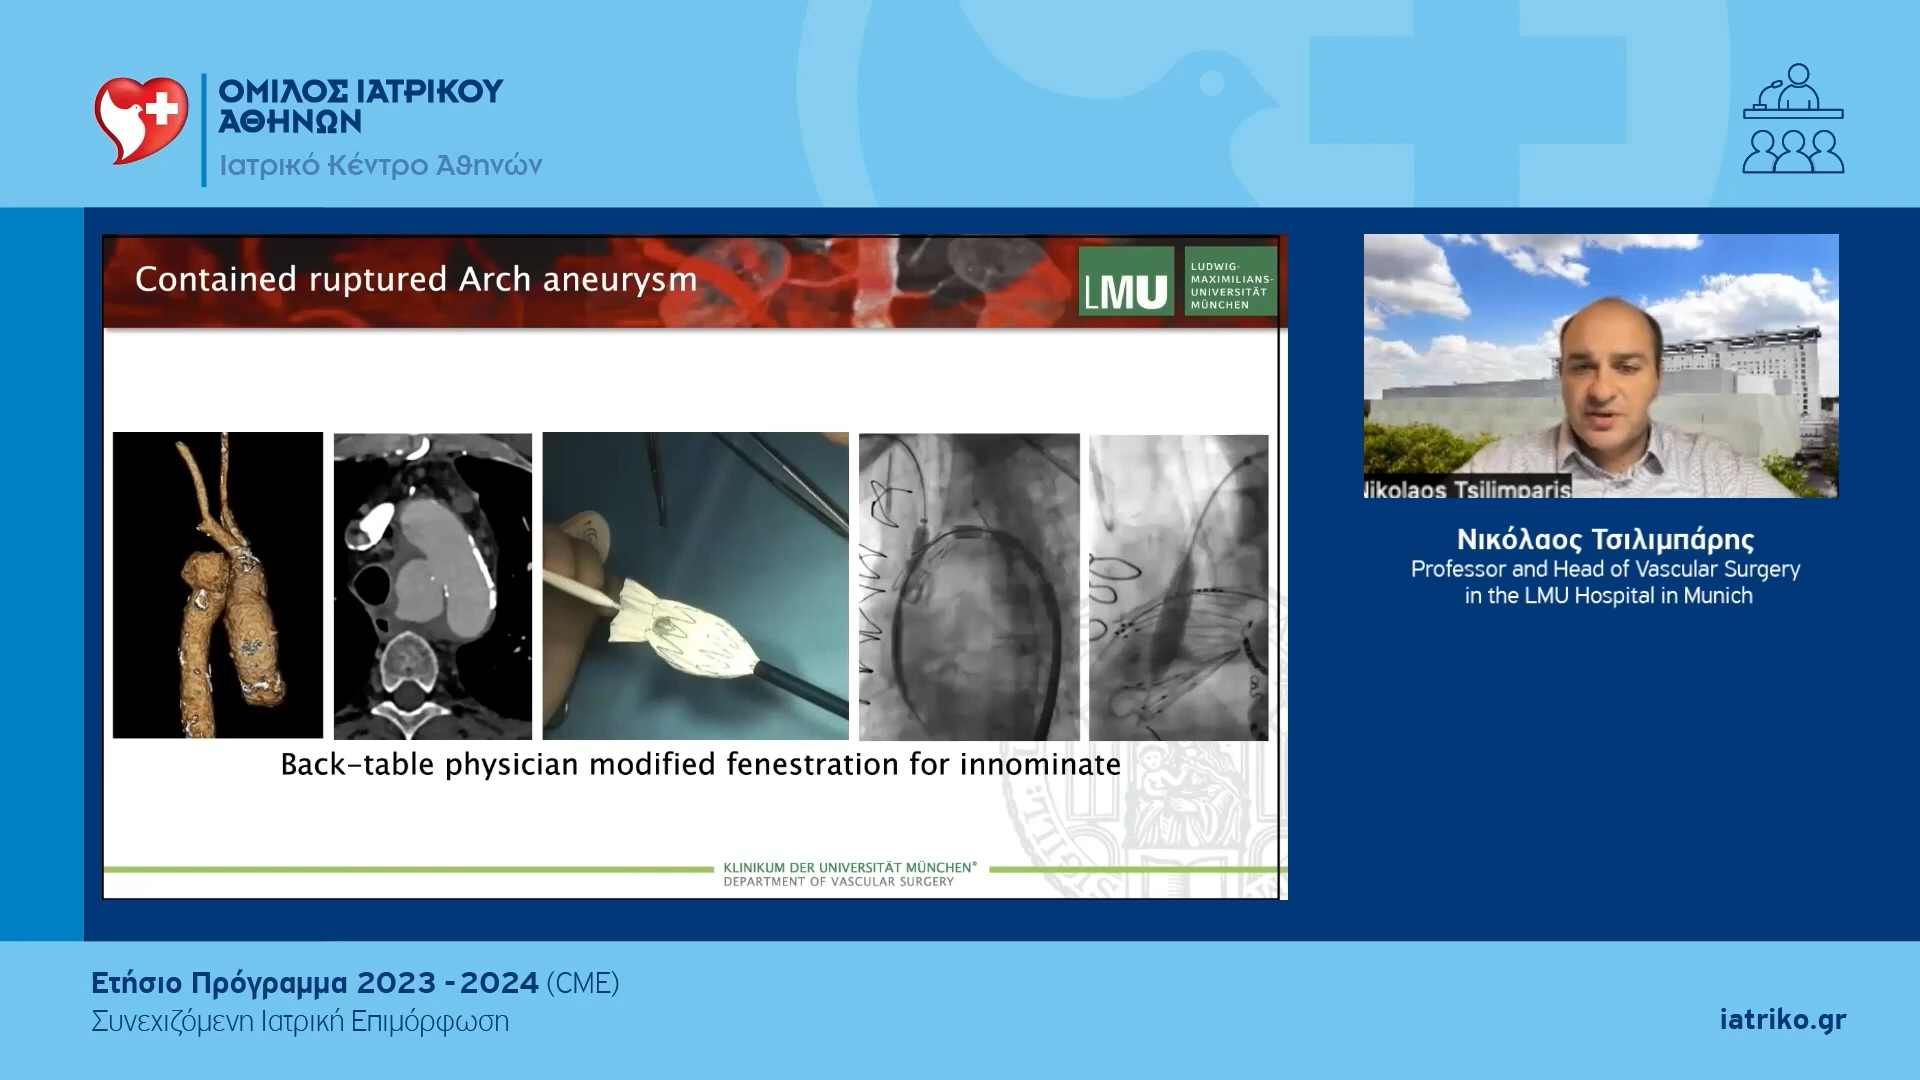 ΟΜΙΛΟΣ ΙΑΤΡΙΚΟΥ
ΑΘΗΝΩΝ
Ιατρικό Κέντρο Αθηνών
Contained ruptured Arch aneurysm
LMU
LUDWIG-
MAXIMILIANS-
UNIVERSITÄT
MÜNCHEN
Back-table physician modified fenestration for innominate
KLINIKUM DER UNIVERSITÄT MÜNCHEN®
DEPARTMENT OF VASCULAR SURGERY
Nikolaos Tsilimparis
Νικόλαος Τσιλιμπάρης
Professor and Head of Vascular Surgery
in the LMU Hospital in Munich
Ετήσιο Πρόγραμμα 2023 - 2024 (CME)
Συνεχιζόμενη Ιατρική Επιμόρφωση
iatriko.gr